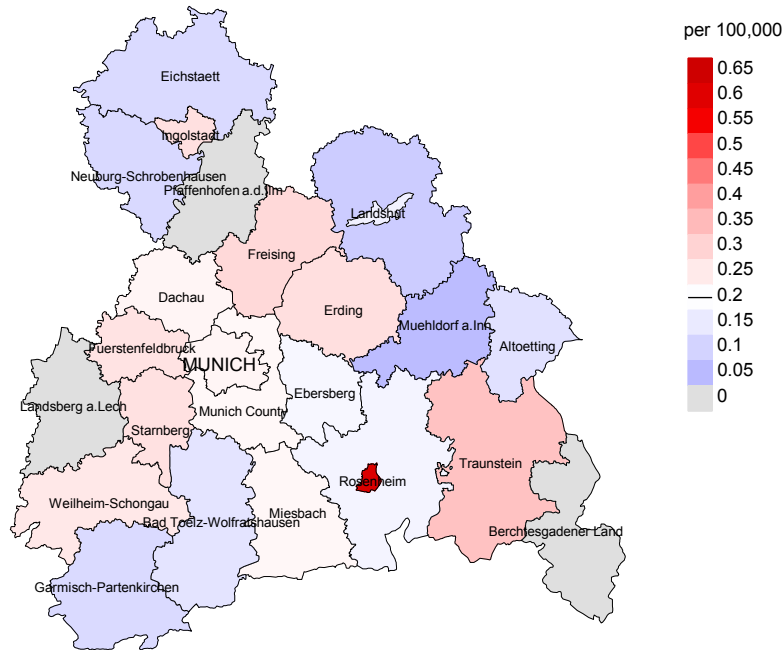 per 100,000
0.65
0.6
0.55
0.5
0.45
0.4
0.35
0.3
0.25
0.2
0.15
0.1
0.05
0
Eichstaett
Ingolstadt
Neuburg-Schrobenhausen
Pfaffenhofen a.d.Ilm
Landshut
Freising
Dachau
Erding
Muehldorf a.Inn
Altoetting
Fuerstenfeldbruck
MUNICH
Ebersberg
Landsberg a.Lech
Munich County
Starnberg
Traunstein
Rosenheim
Weilheim-Schongau
Miesbach
Bad Toelz-Wolfratshausen
Berchtesgadener Land
Garmisch-Partenkirchen